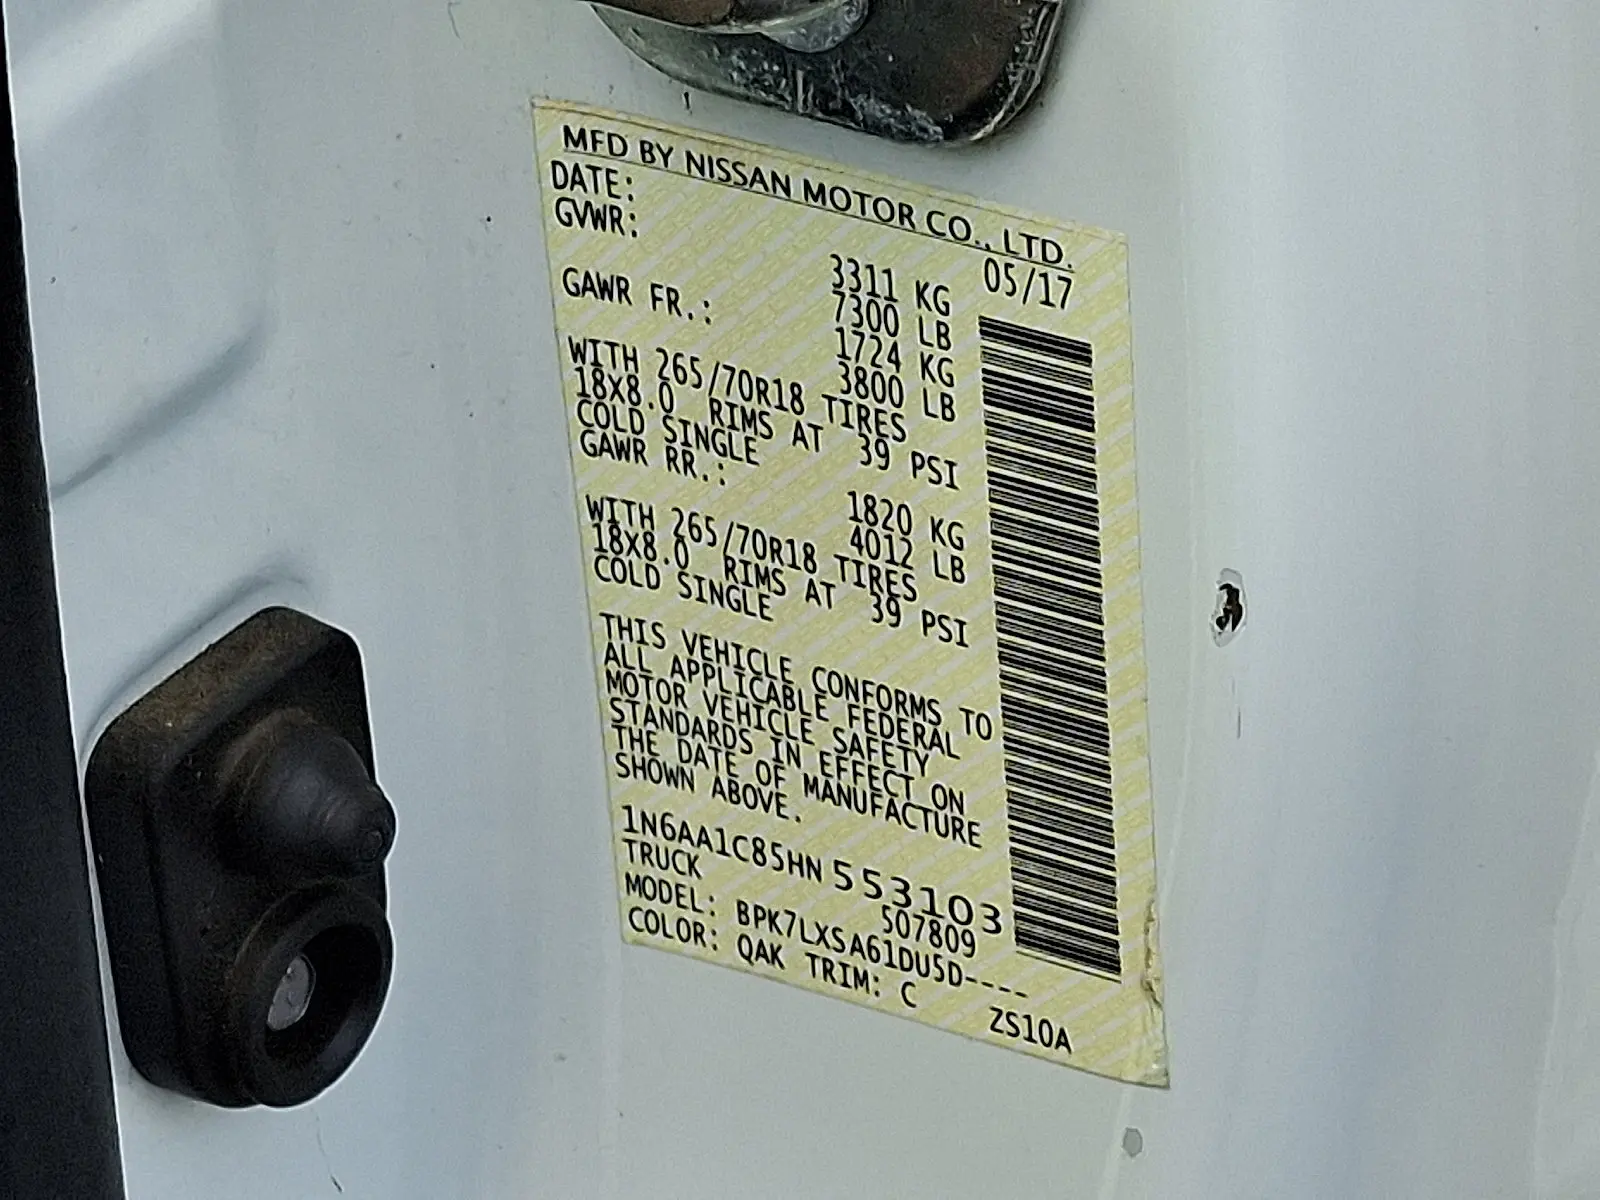 MFD BY NISSAN MOTOR CO., LTD.
DATE: 05/17
GVWR: 3311 KG
7300 LB
GAWR FR.: 1724 KG
3800 LB
WITH 265/70R18 TIRES
18X8.0 RIMS AT 39 PSI
COLD SINGLE
GAWR RR.: 1820 KG
4012 LB
WITH 265/70R18 TIRES
18X8.0 RIMS AT 39 PSI
COLD SINGLE
THIS VEHICLE CONFORMS TO
ALL APPLICABLE FEDERAL
MOTOR VEHICLE SAFETY
STANDARDS IN EFFECT ON
THE DATE OF MANUFACTURE
SHOWN ABOVE.
1N6AA1C85HN553103
TRUCK 507809
MODEL: BPK7LXSA61DU5D----
COLOR: QAK TRIM: C
ZS10A